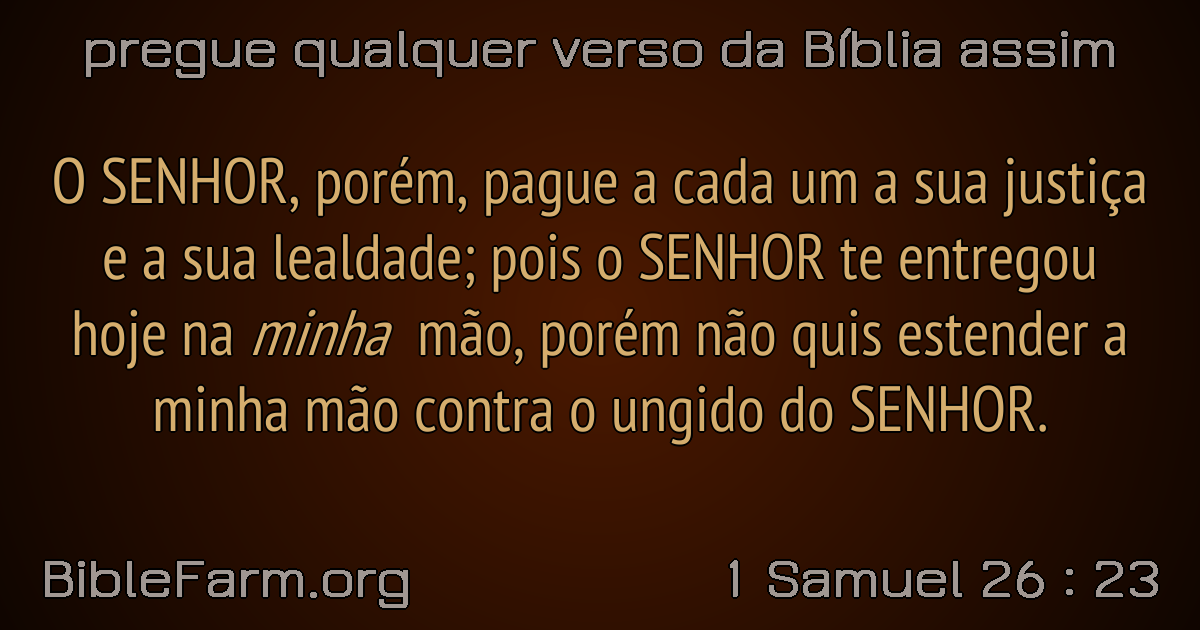 pregue qualquer verso da Bíblia assim
O SENHOR, porém, pague a cada um a sua justiça
e a sua lealdade; pois o SENHOR te entregou
hoje na minha mão, porém não quis estender a
minha mão contra o ungido do SENHOR.
BibleFarm.org
1 Samuel 26 : 23